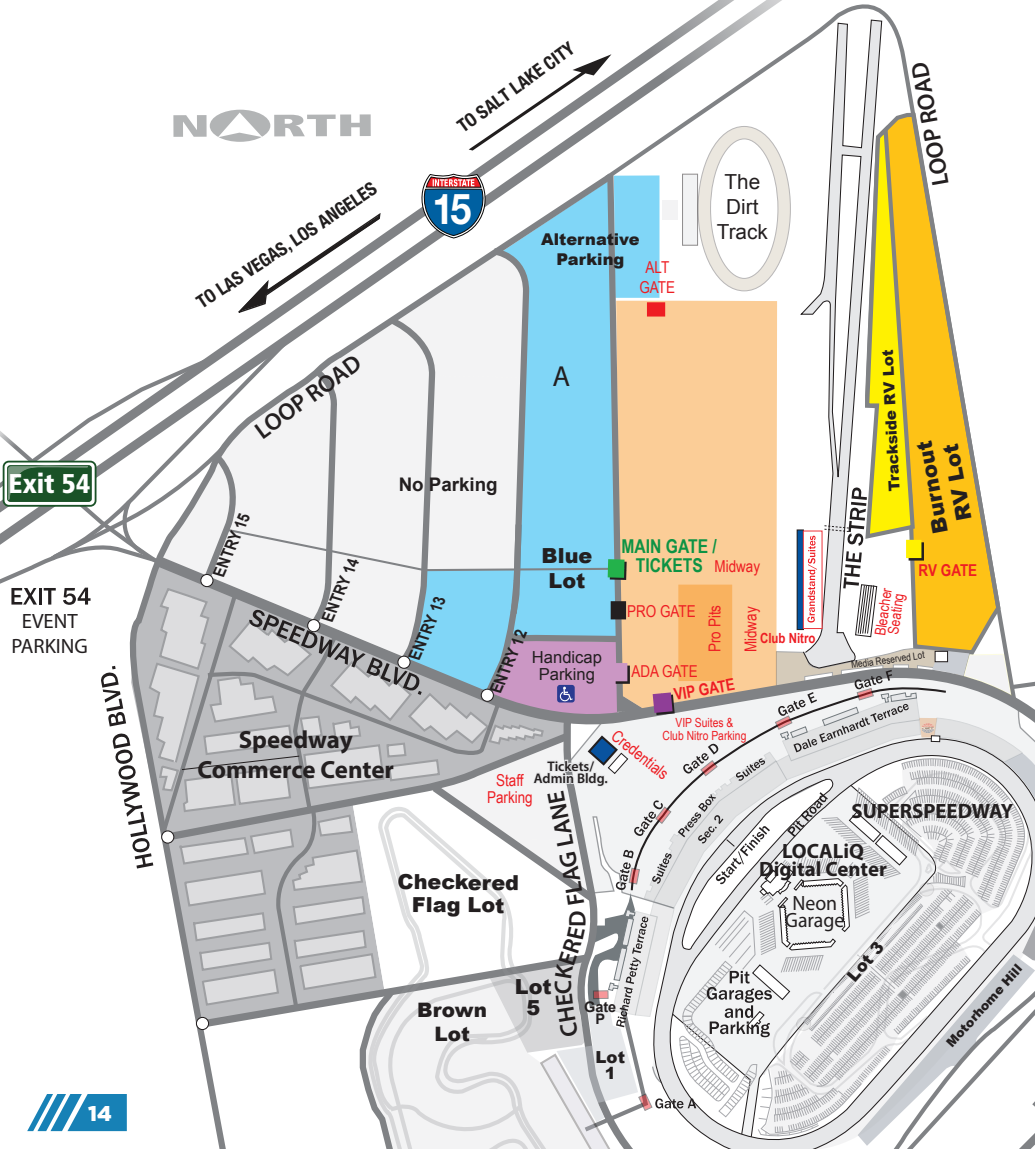 TO SALT LAKE CITY
NORTH
LOOP ROAD
INTERSTATE
15
TO LAS VEGAS, LOS ANGELES
The
Dirt
Track
Alternative
Parking
ALT
GATE
A
LOOP ROAD
Trackside RV Lot
Burnout
RV Lot
Exit 54
No Parking
ENTRY 15
ENTRY 14
ENTRY 13
ENTRY 12
Blue
Lot
MAIN GATE /
TICKETS
Midway
THE STRIP
Grandstand/Suites
RV GATE
EXIT 54
EVENT
PARKING
SPEEDWAY BLVD.
PRO GATE
Pro Pits
Midway
Club Nitro
Bleacher
Seating
Handicap
Parking
ADA GATE
Media Reserved Lot
VIP GATE
HOLLYWOOD BLVD.
VIP Suites &
Club Nitro Parking
Gate F
Gate E
Dale Earnhardt Terrace
Speedway
Commerce Center
Credentials
Tickets/
Admin Bldg.
Gate D
Suites
Staff
Parking
Press Box
Sec. 2
Gate C
Pit Road
SUPERSPEEDWAY
Start/Finish
LOCALiQ
Digital Center
Gate B
Suites
Checkered
Flag Lot
CHECKERED FLAG LANE
Neon
Garage
Richard Petty Terrace
Lot 3
Pit
Garages
and
Parking
Lot
5
Gate
P
Brown
Lot
Motorhome Hill
Lot
1
Gate A
14